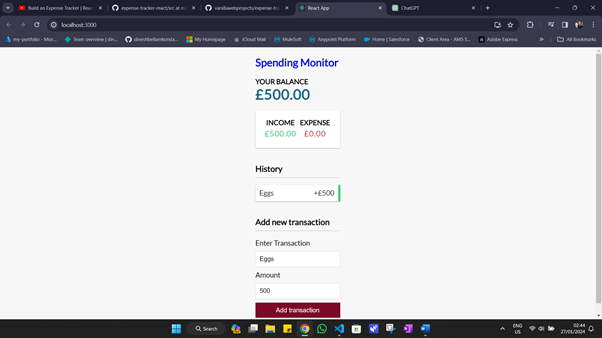 Build an Expense Tracker | Reac
expense-tracker-react/src at ma
vanillawebprojects/expense-tra
React App
ChatGPT
localhost:3000
my-portfolio - Micr...
Team overview | din...
dineshbellamkonda...
My Homepage
iCloud Mail
MuleSoft
Anypoint Platform
Home | Salesforce
Client Area - AMS S...
Adobe Express
All Bookmarks
Spending Monitor
YOUR BALANCE
£500.00
INCOME EXPENSE
£500.00 £0.00
History
Eggs +£500
Add new transaction
Enter Transaction
Eggs
Amount
500
Add transaction
Search
ENG
US
02:44
27/01/2024